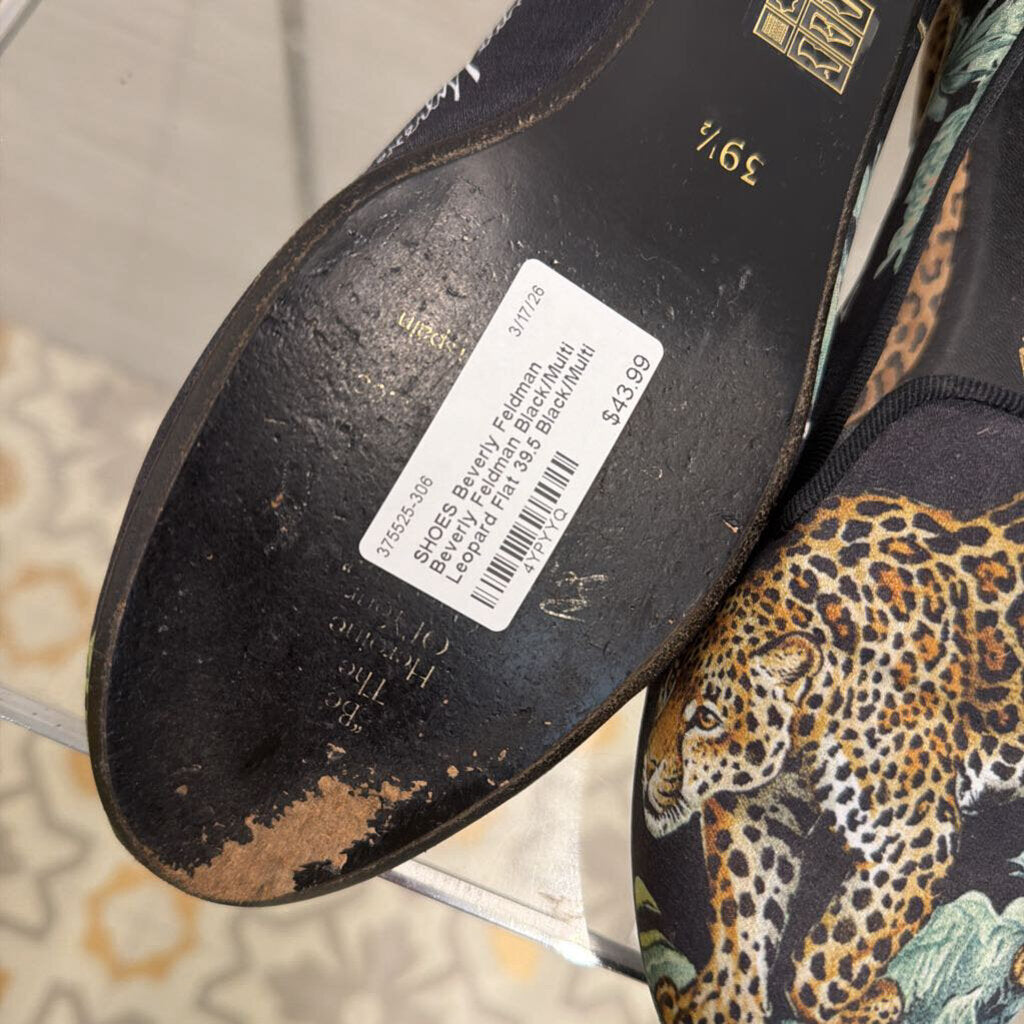 39½
375525-306
3/17/26
SHOES Beverly Feldman
Beverly Feldman Black/Multi
Leopard Flat 39.5 Black/Multi
$43.99
4YPYYQ
"Be
The
Heroine
Of Your